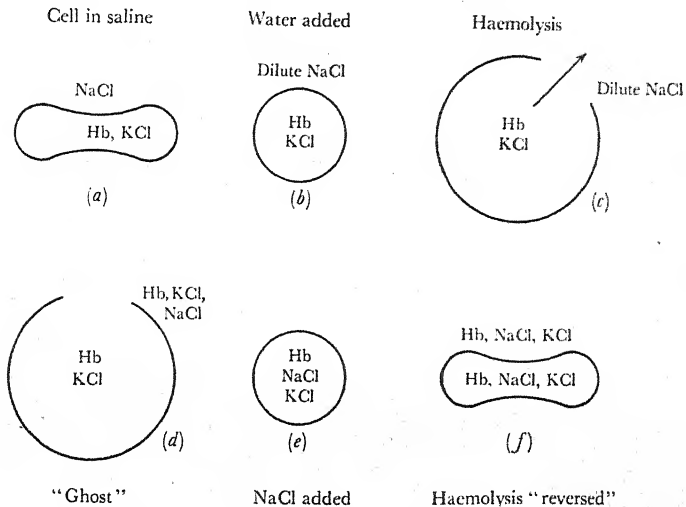 Cell in saline
Water added
Haemolysis
NaCl
Hb, KCl
(a)
Dilute NaCl
Hb
KCl
(b)
Dilute NaCl
Hb
KCl
(c)
Hb, KCl,
NaCl
Hb
KCl
(d)
Hb
NaCl
KCl
(e)
Hb, NaCl, KCl
Hb, NaCl, KCl
(f)
"Ghost"
NaCl added
Haemolysis "reversed"